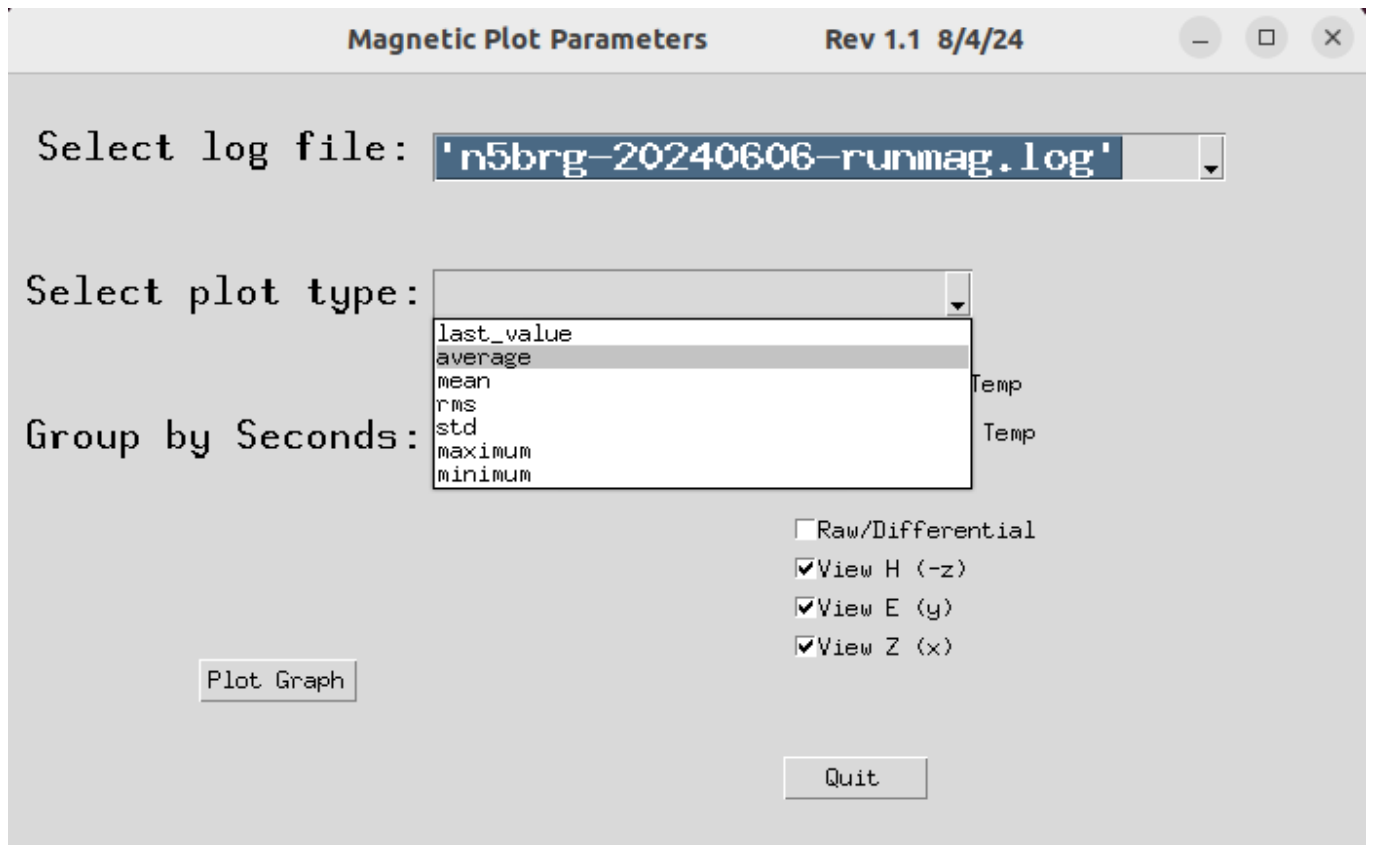 Magnetic Plot Parameters Rev 1.1 8/4/24
Select log file: 'n5brg-20240606-runmag.log'
Select plot type:
last_value
average
mean
rms
std
maximum
minimum
Temp
Group by Seconds:
Temp
Raw/Differential
View H (-z)
View E (y)
View Z (x)
Plot Graph
Quit